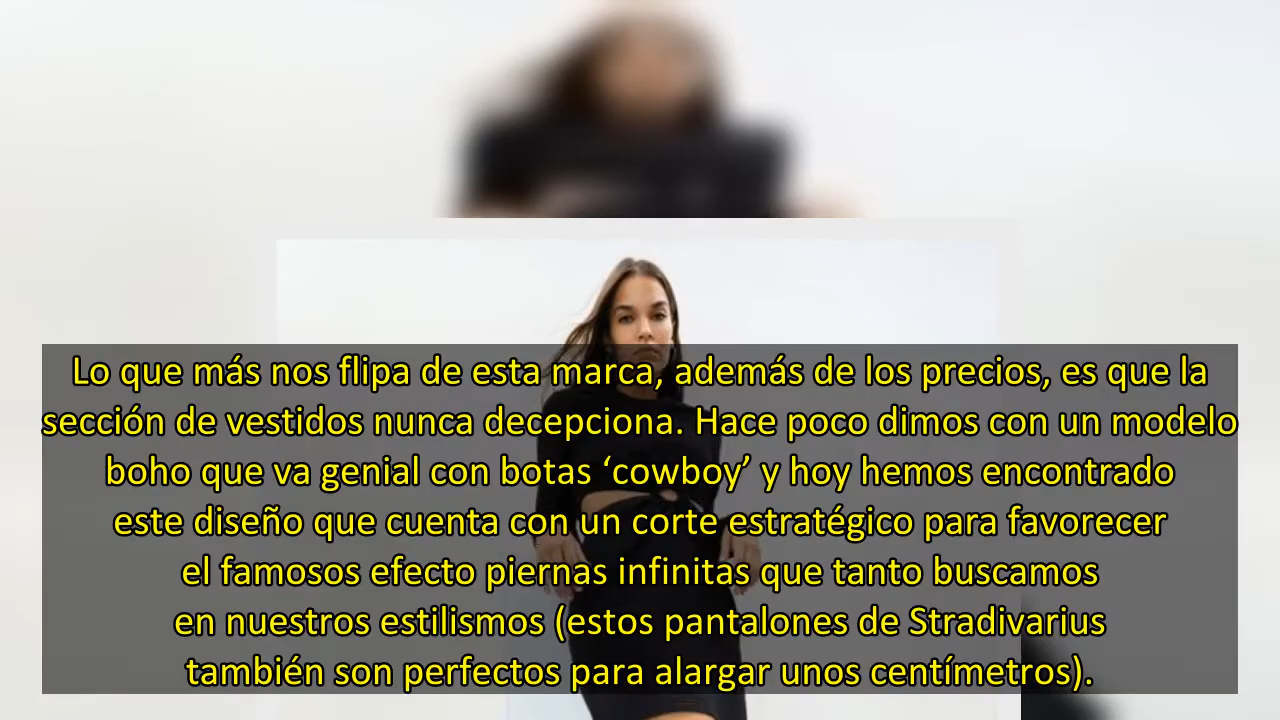 Lo que más nos flipa de esta marca, además de los precios, es que la
sección de vestidos nunca decepciona. Hace poco dimos con un modelo
boho que va genial con botas ‘cowboy’ y hoy hemos encontrado
este diseño que cuenta con un corte estratégico para favorecer
el famosos efecto piernas infinitas que tanto buscamos
en nuestros estilismos (estos pantalones de Stradivarius
también son perfectos para alargar unos centímetros).